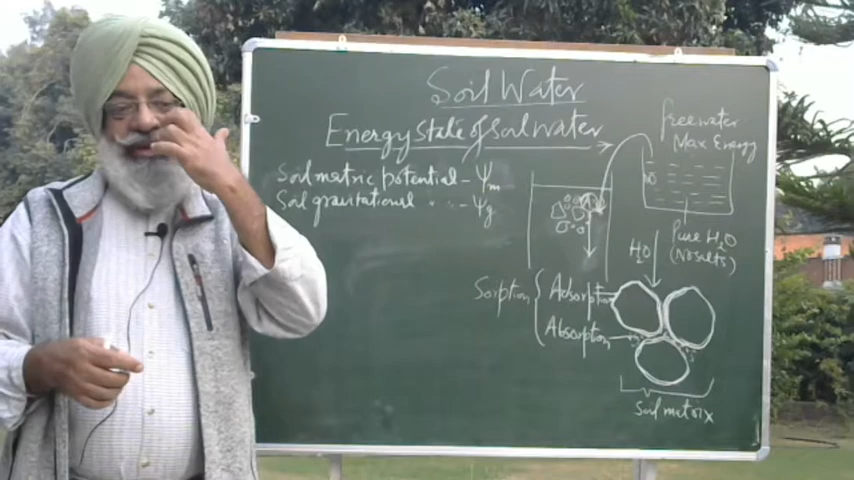 Soil Water
Energy State of Soil water
Soil matric potential - Ψm
Soil gravitational " - Ψg
free water
Max Energy
Pure H2O
(No salts)
H2O
Sorption { Adsorption
Absorption
Soil matrix